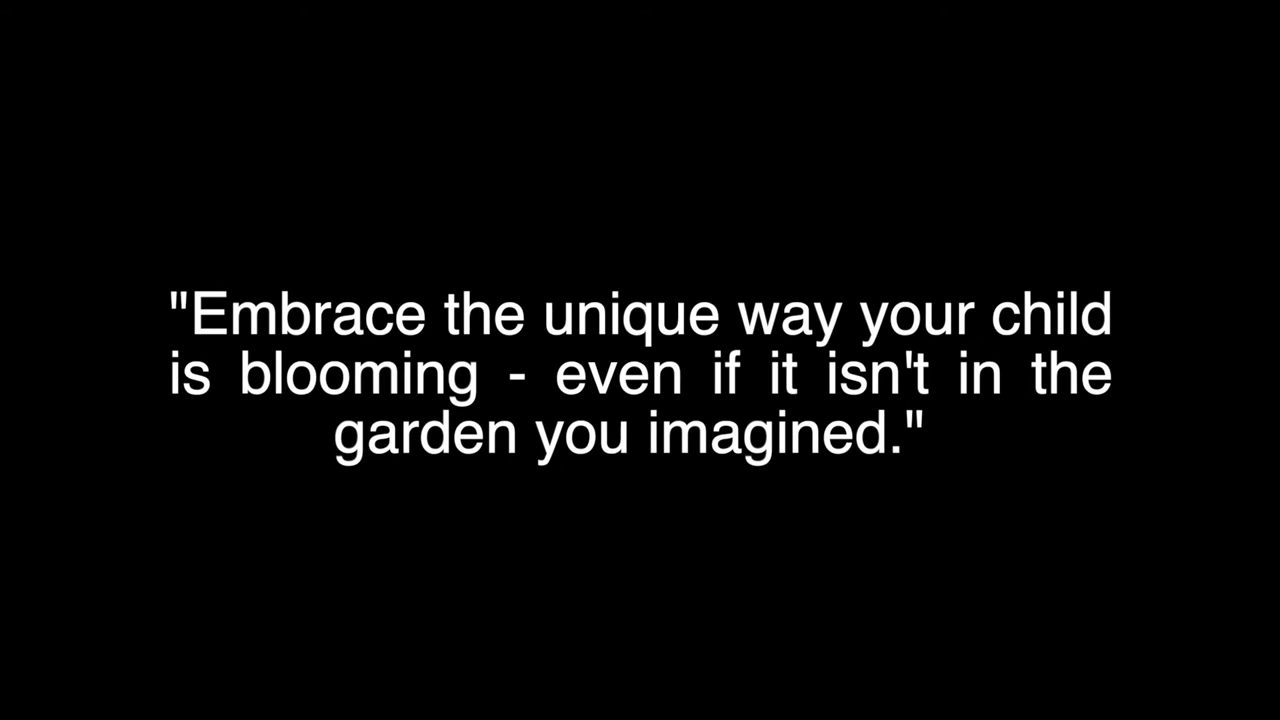 "Embrace the unique way your child
is blooming - even if it isn't in the
garden you imagined."